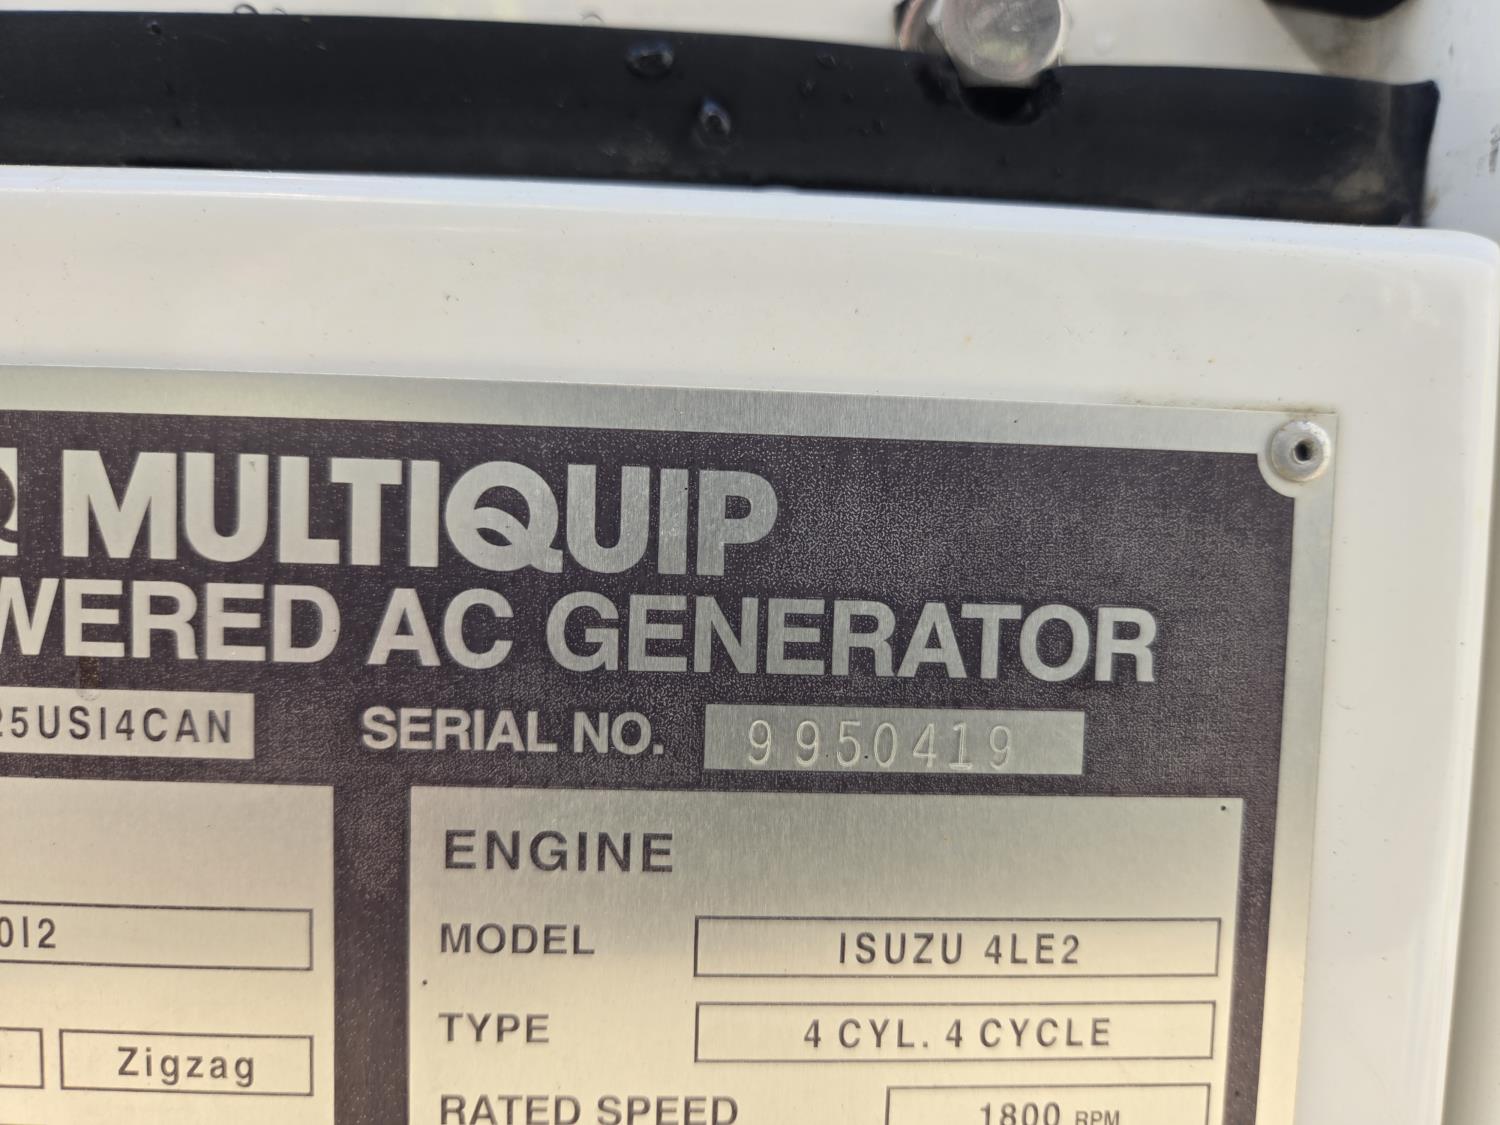 MULTIQUIP
WERED AC GENERATOR
25USI4CAN SERIAL NO. 9950419
ENGINE
0I2 MODEL ISUZU 4LE2
Zigzag TYPE 4 CYL. 4 CYCLE
RATED SPEED 1800 RPM